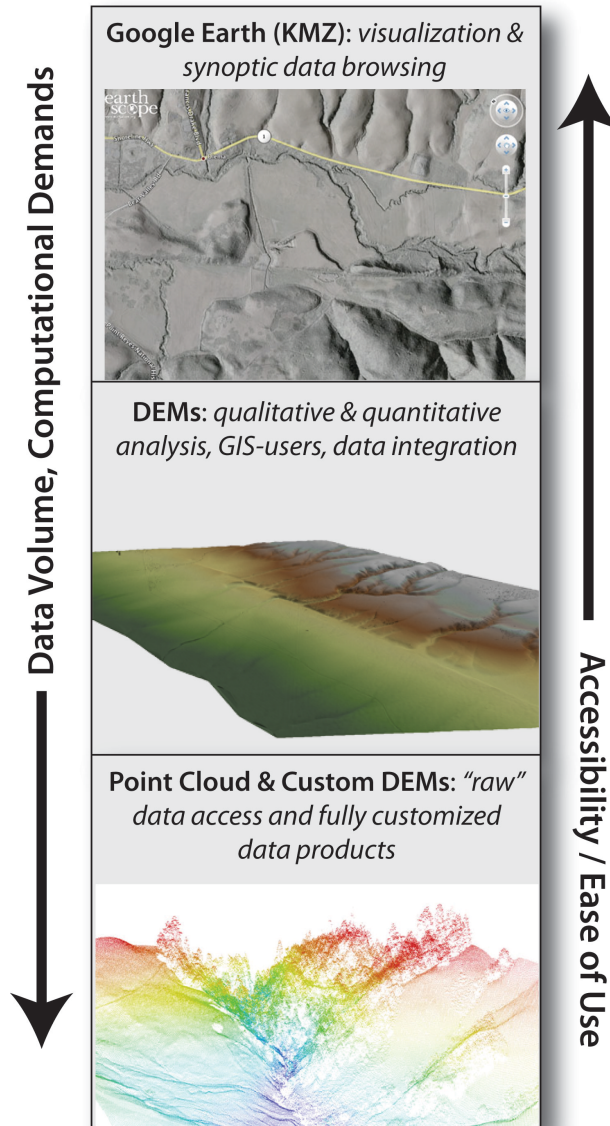 Google Earth (KMZ): visualization &
synoptic data browsing
earth
scope
1
DEMs: qualitative & quantitative
analysis, GIS-users, data integration
Point Cloud & Custom DEMs: “raw”
data access and fully customized
data products
Data Volume, Computational Demands
Accessibility / Ease of Use